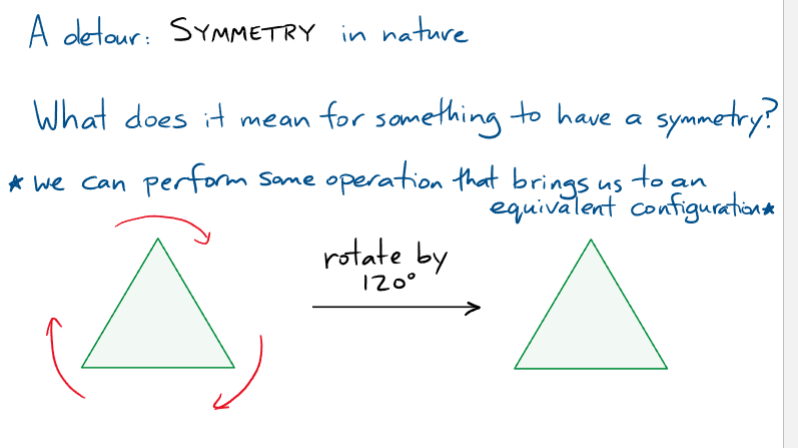 A detour: SYMMETRY in nature
What does it mean for something to have a symmetry?
* we can perform some operation that brings us to an
equivalent configuration*
rotate by
120°